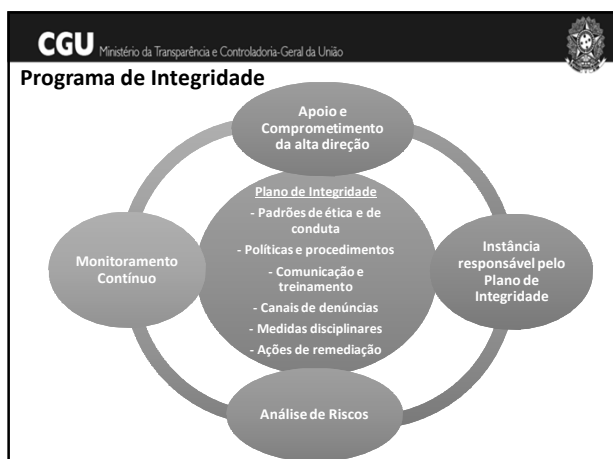 CGU Ministério da Transparência e Controladoria-Geral da União
Programa de Integridade
Apoio e
Comprometimento
da alta direção
Plano de Integridade
- Padrões de ética e de
conduta
- Políticas e procedimentos
- Comunicação e
treinamento
- Canais de denúncias
- Medidas disciplinares
- Ações de remediação
Monitoramento
Contínuo
Instância
responsável pelo
Plano de
Integridade
Análise de Riscos